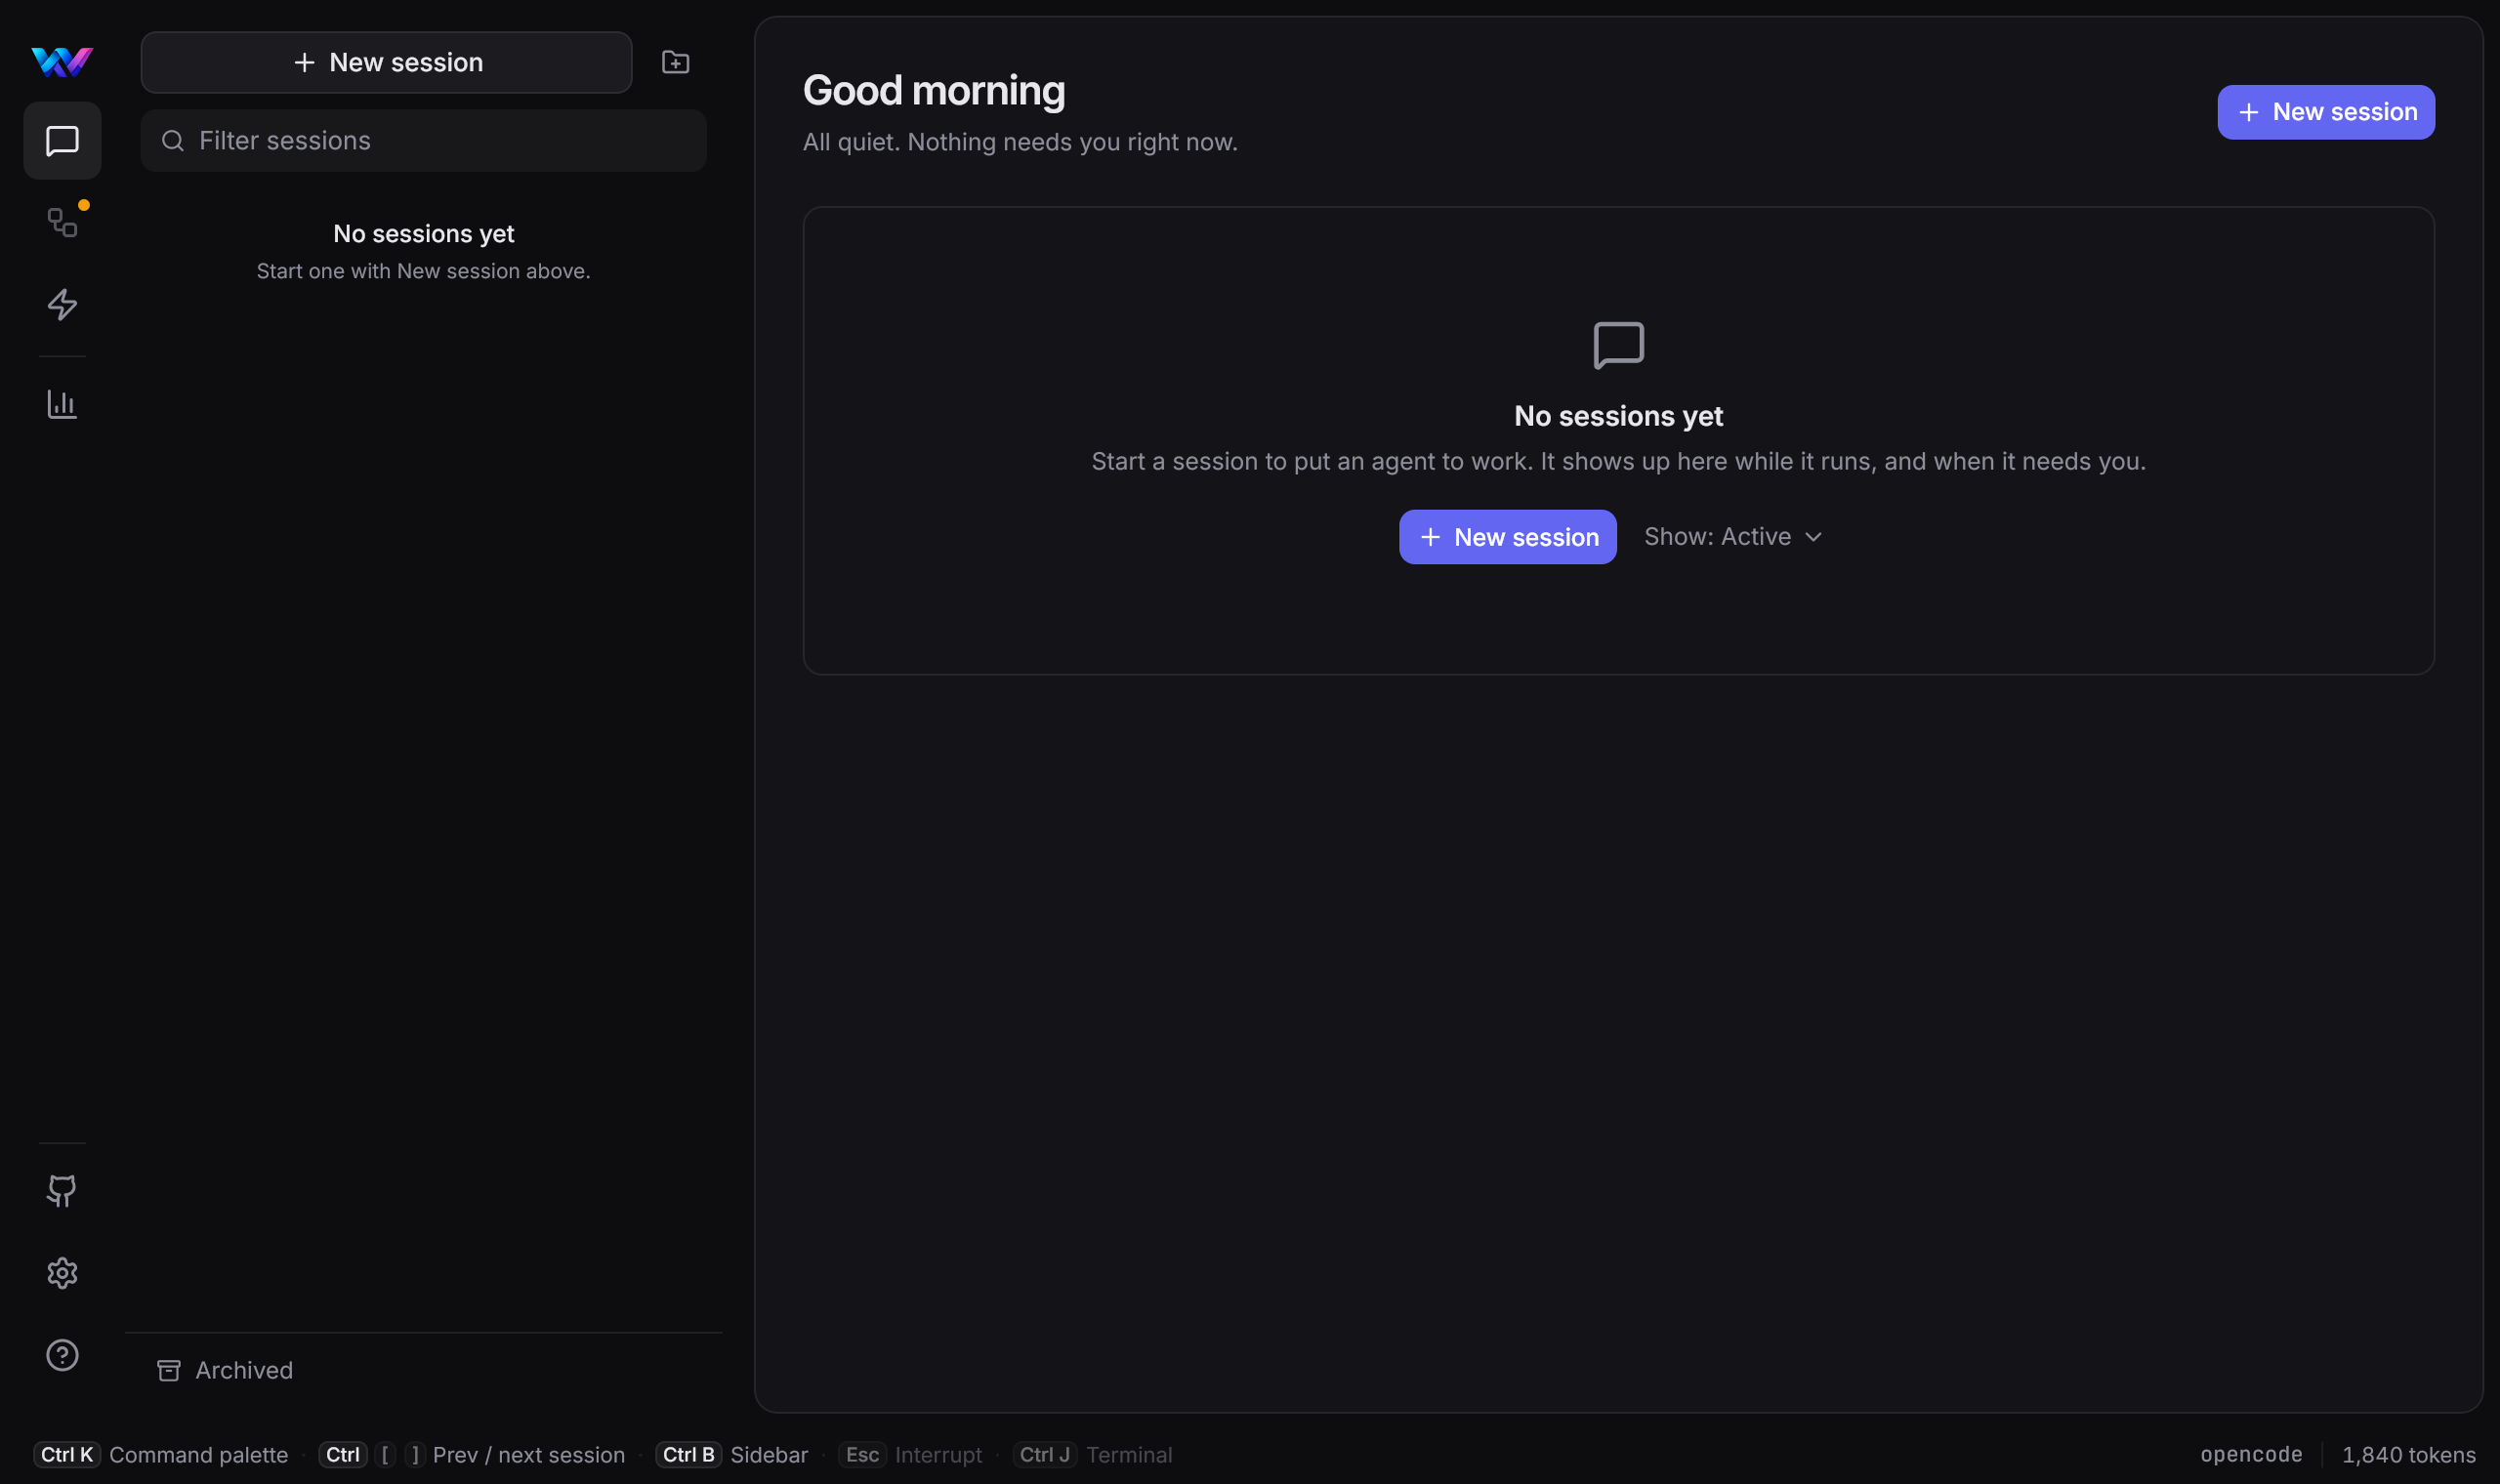 New session
Filter sessions
No sessions yet
Start one with New session above.
Archived
Good morning
All quiet. Nothing needs you right now.
New session
No sessions yet
Start a session to put an agent to work. It shows up here while it runs, and when it needs you.
New session
Show: Active
Ctrl K Command palette · Ctrl [ ] Prev / next session · Ctrl B Sidebar · Esc Interrupt · Ctrl J Terminal
opencode
1,840 tokens